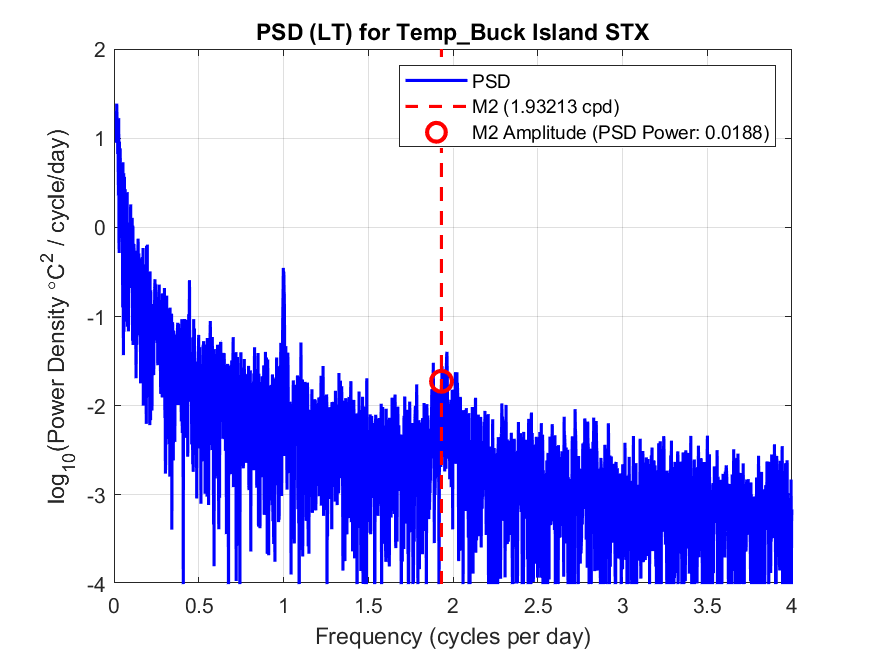 PSD (LT) for Temp_Buck Island STX
PSD
M2 (1.93213 cpd)
M2 Amplitude (PSD Power: 0.0188)
log10(Power Density °C2 / cycle/day)
2
1
0
-1
-2
-3
-4
0 0.5 1 1.5 2 2.5 3 3.5 4
Frequency (cycles per day)